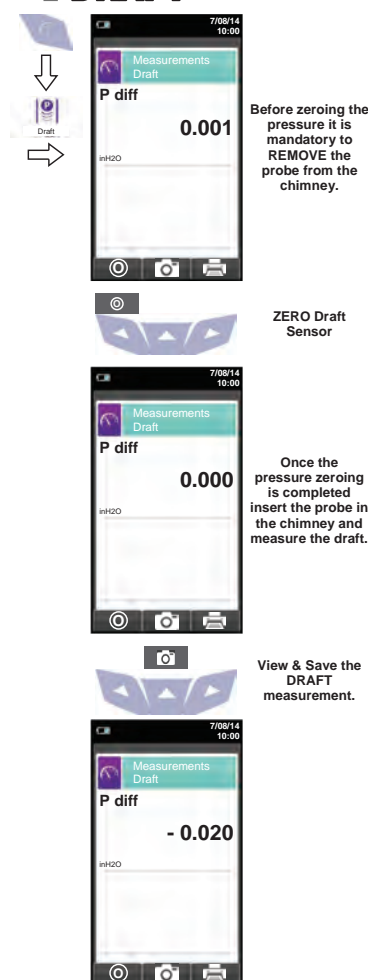 7/08/14
10:00
Measurements
Draft
P diff
0.001
inH2O
Draft
Before zeroing the
pressure it is
mandatory to
REMOVE the
probe from the
chimney.
ZERO Draft
Sensor
7/08/14
10:00
Measurements
Draft
P diff
0.000
inH2O
Once the
pressure zeroing
is completed
insert the probe in
the chimney and
measure the draft.
View & Save the
DRAFT
measurement.
7/08/14
10:00
Measurements
Draft
P diff
- 0.020
inH2O